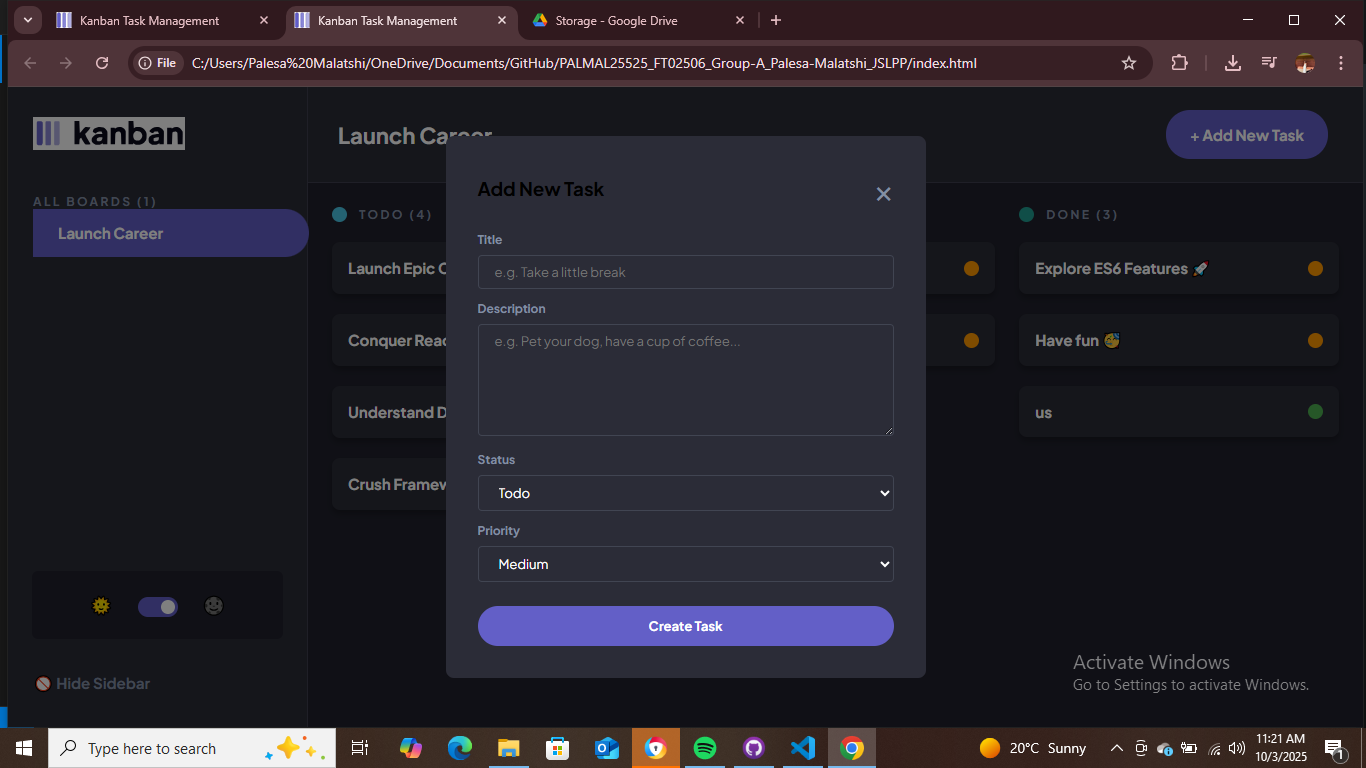 Kanban Task Management
Kanban Task Management
Storage - Google Drive
File
C:/Users/Palesa%20Malatshi/OneDrive/Documents/GitHub/PALMAL25525_FT02506_Group-A_Palesa-Malatshi_JSLPP/index.html
kanban
Launch Career
+ Add New Task
ALL BOARDS (1)
Launch Career
TODO (4)
DONE (3)
Launch Epic
Conquer
Understand
Crush
Explore ES6 Features 🚀
Have fun 🥳
us
Add New Task
Title
e.g. Take a little break
Description
e.g. Pet your dog, have a cup of coffee...
Status
Todo
Priority
Medium
Create Task
Hide Sidebar
Activate Windows
Go to Settings to activate Windows.
Type here to search
20°C Sunny
11:21 AM
10/3/2025
1